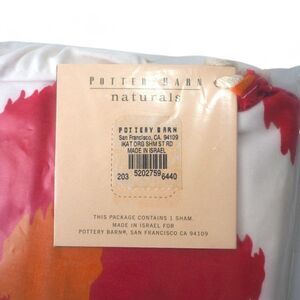 POTTERY BARN
naturals
POTTERY BARN
San Francisco, CA. 94109
IKAT ORG SHM ST RD
MADE IN ISRAEL
203 5202759 6440
THIS PACKAGE CONTAINS 1 SHAM.
MADE IN ISRAEL FOR
POTTERY BARN®, SAN FRANCISCO CA 94109